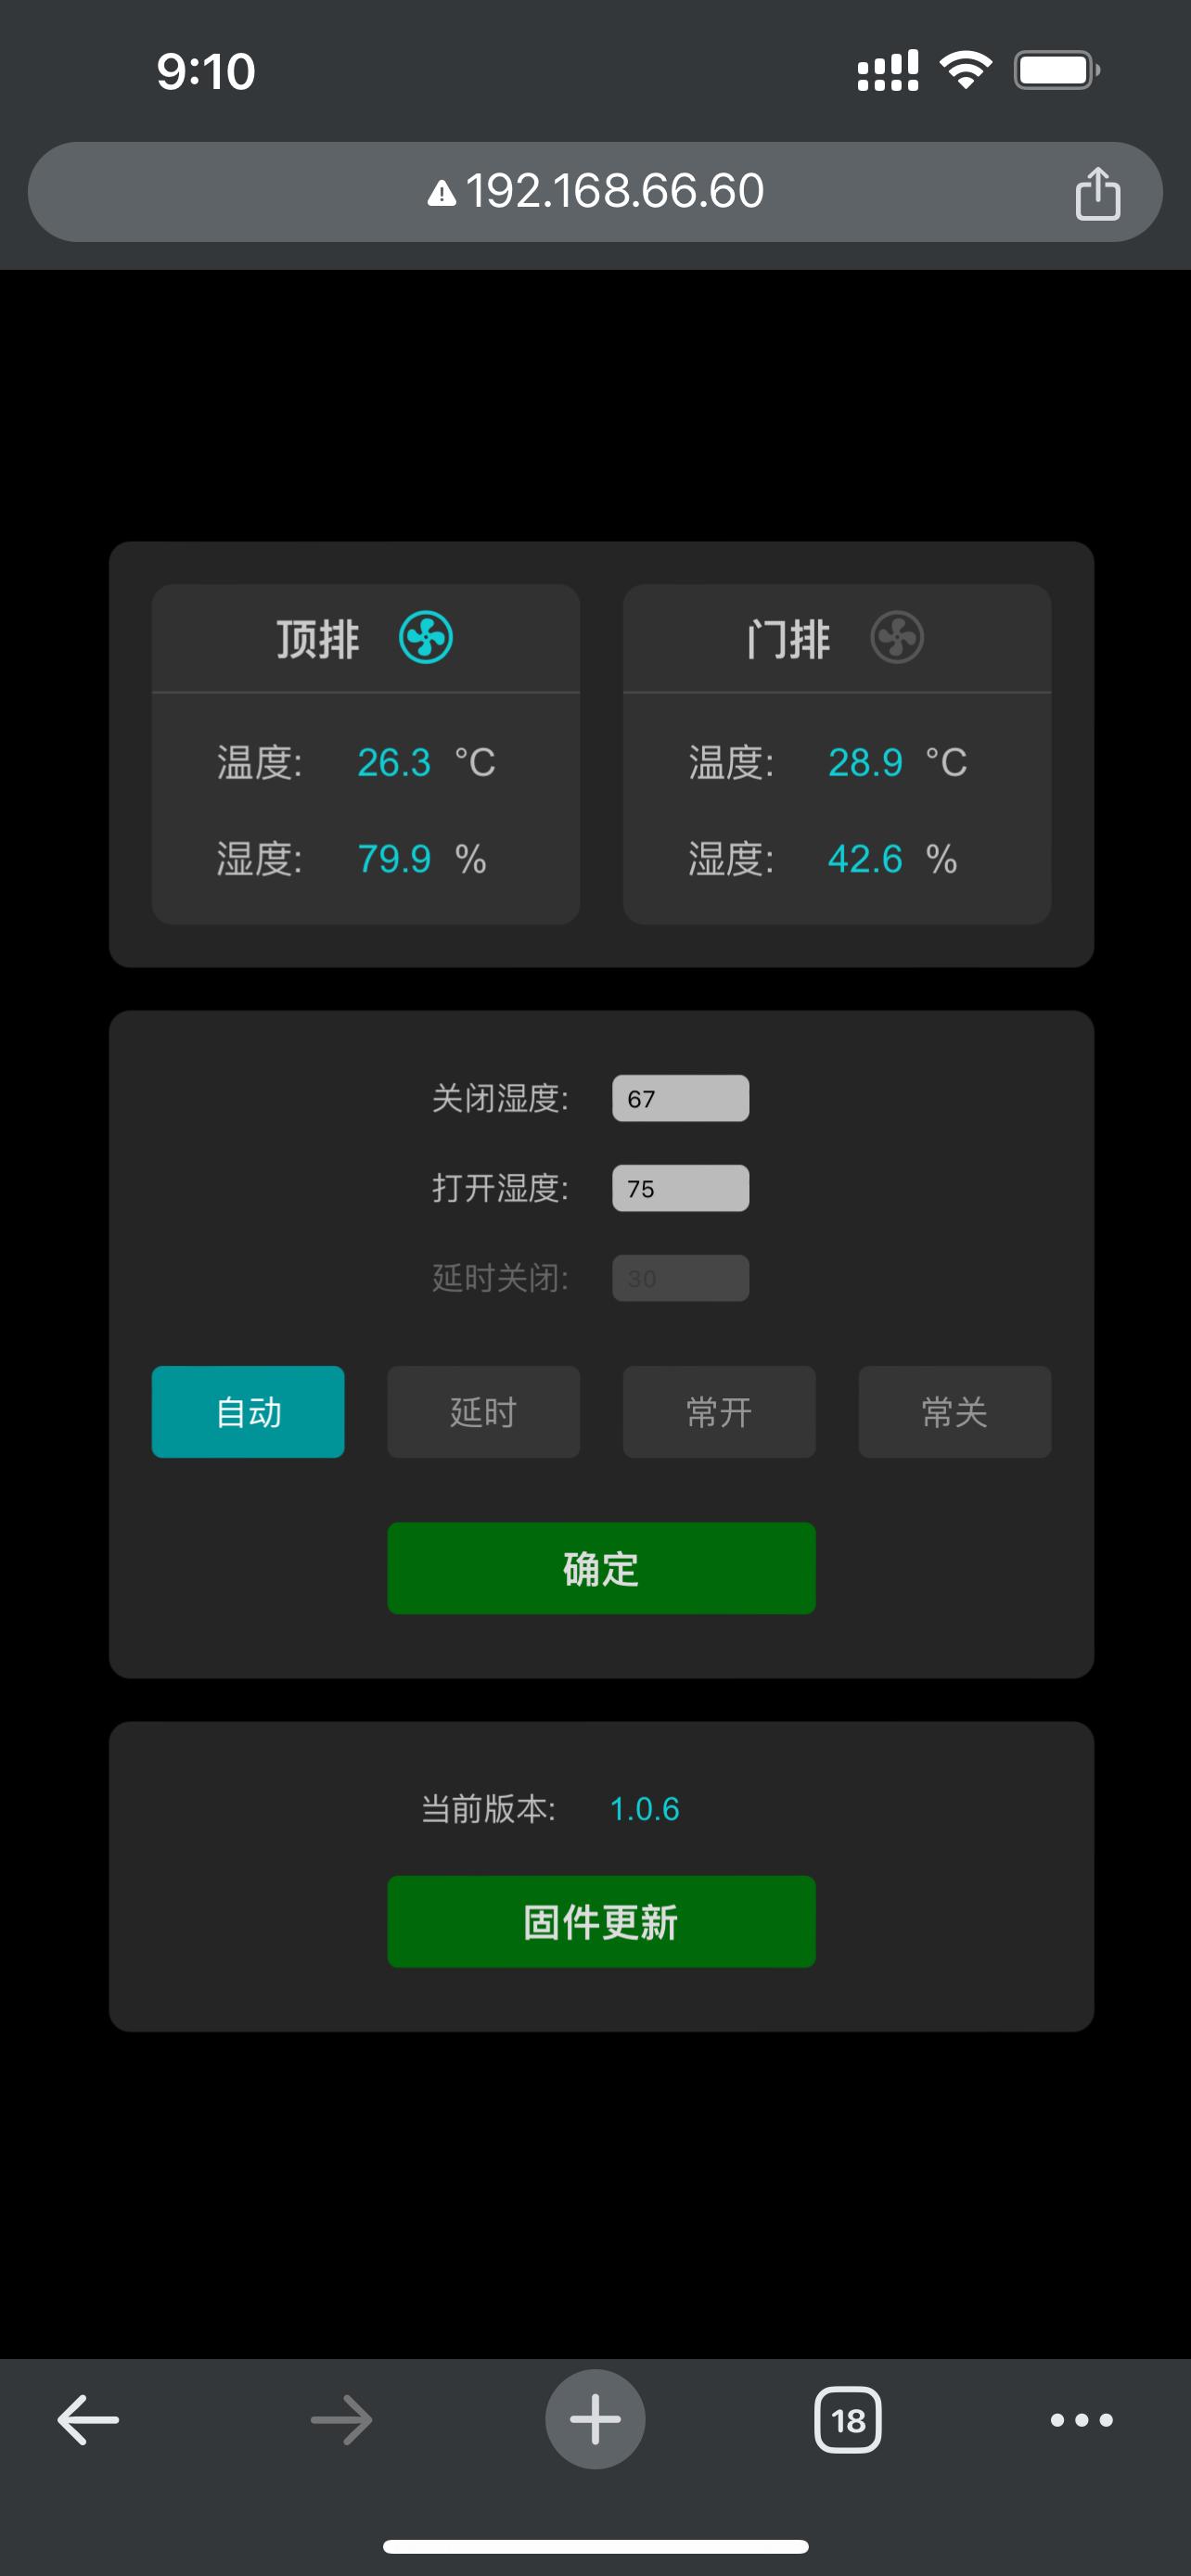 9:10
192.168.66.60
顶排 门排
温度: 26.3 °C 温度: 28.9 °C
湿度: 79.9 % 湿度: 42.6 %
关闭湿度: 67
打开湿度: 75
延时关闭: 30
自动 延时 常开 常关
确定
当前版本: 1.0.6
固件更新
18